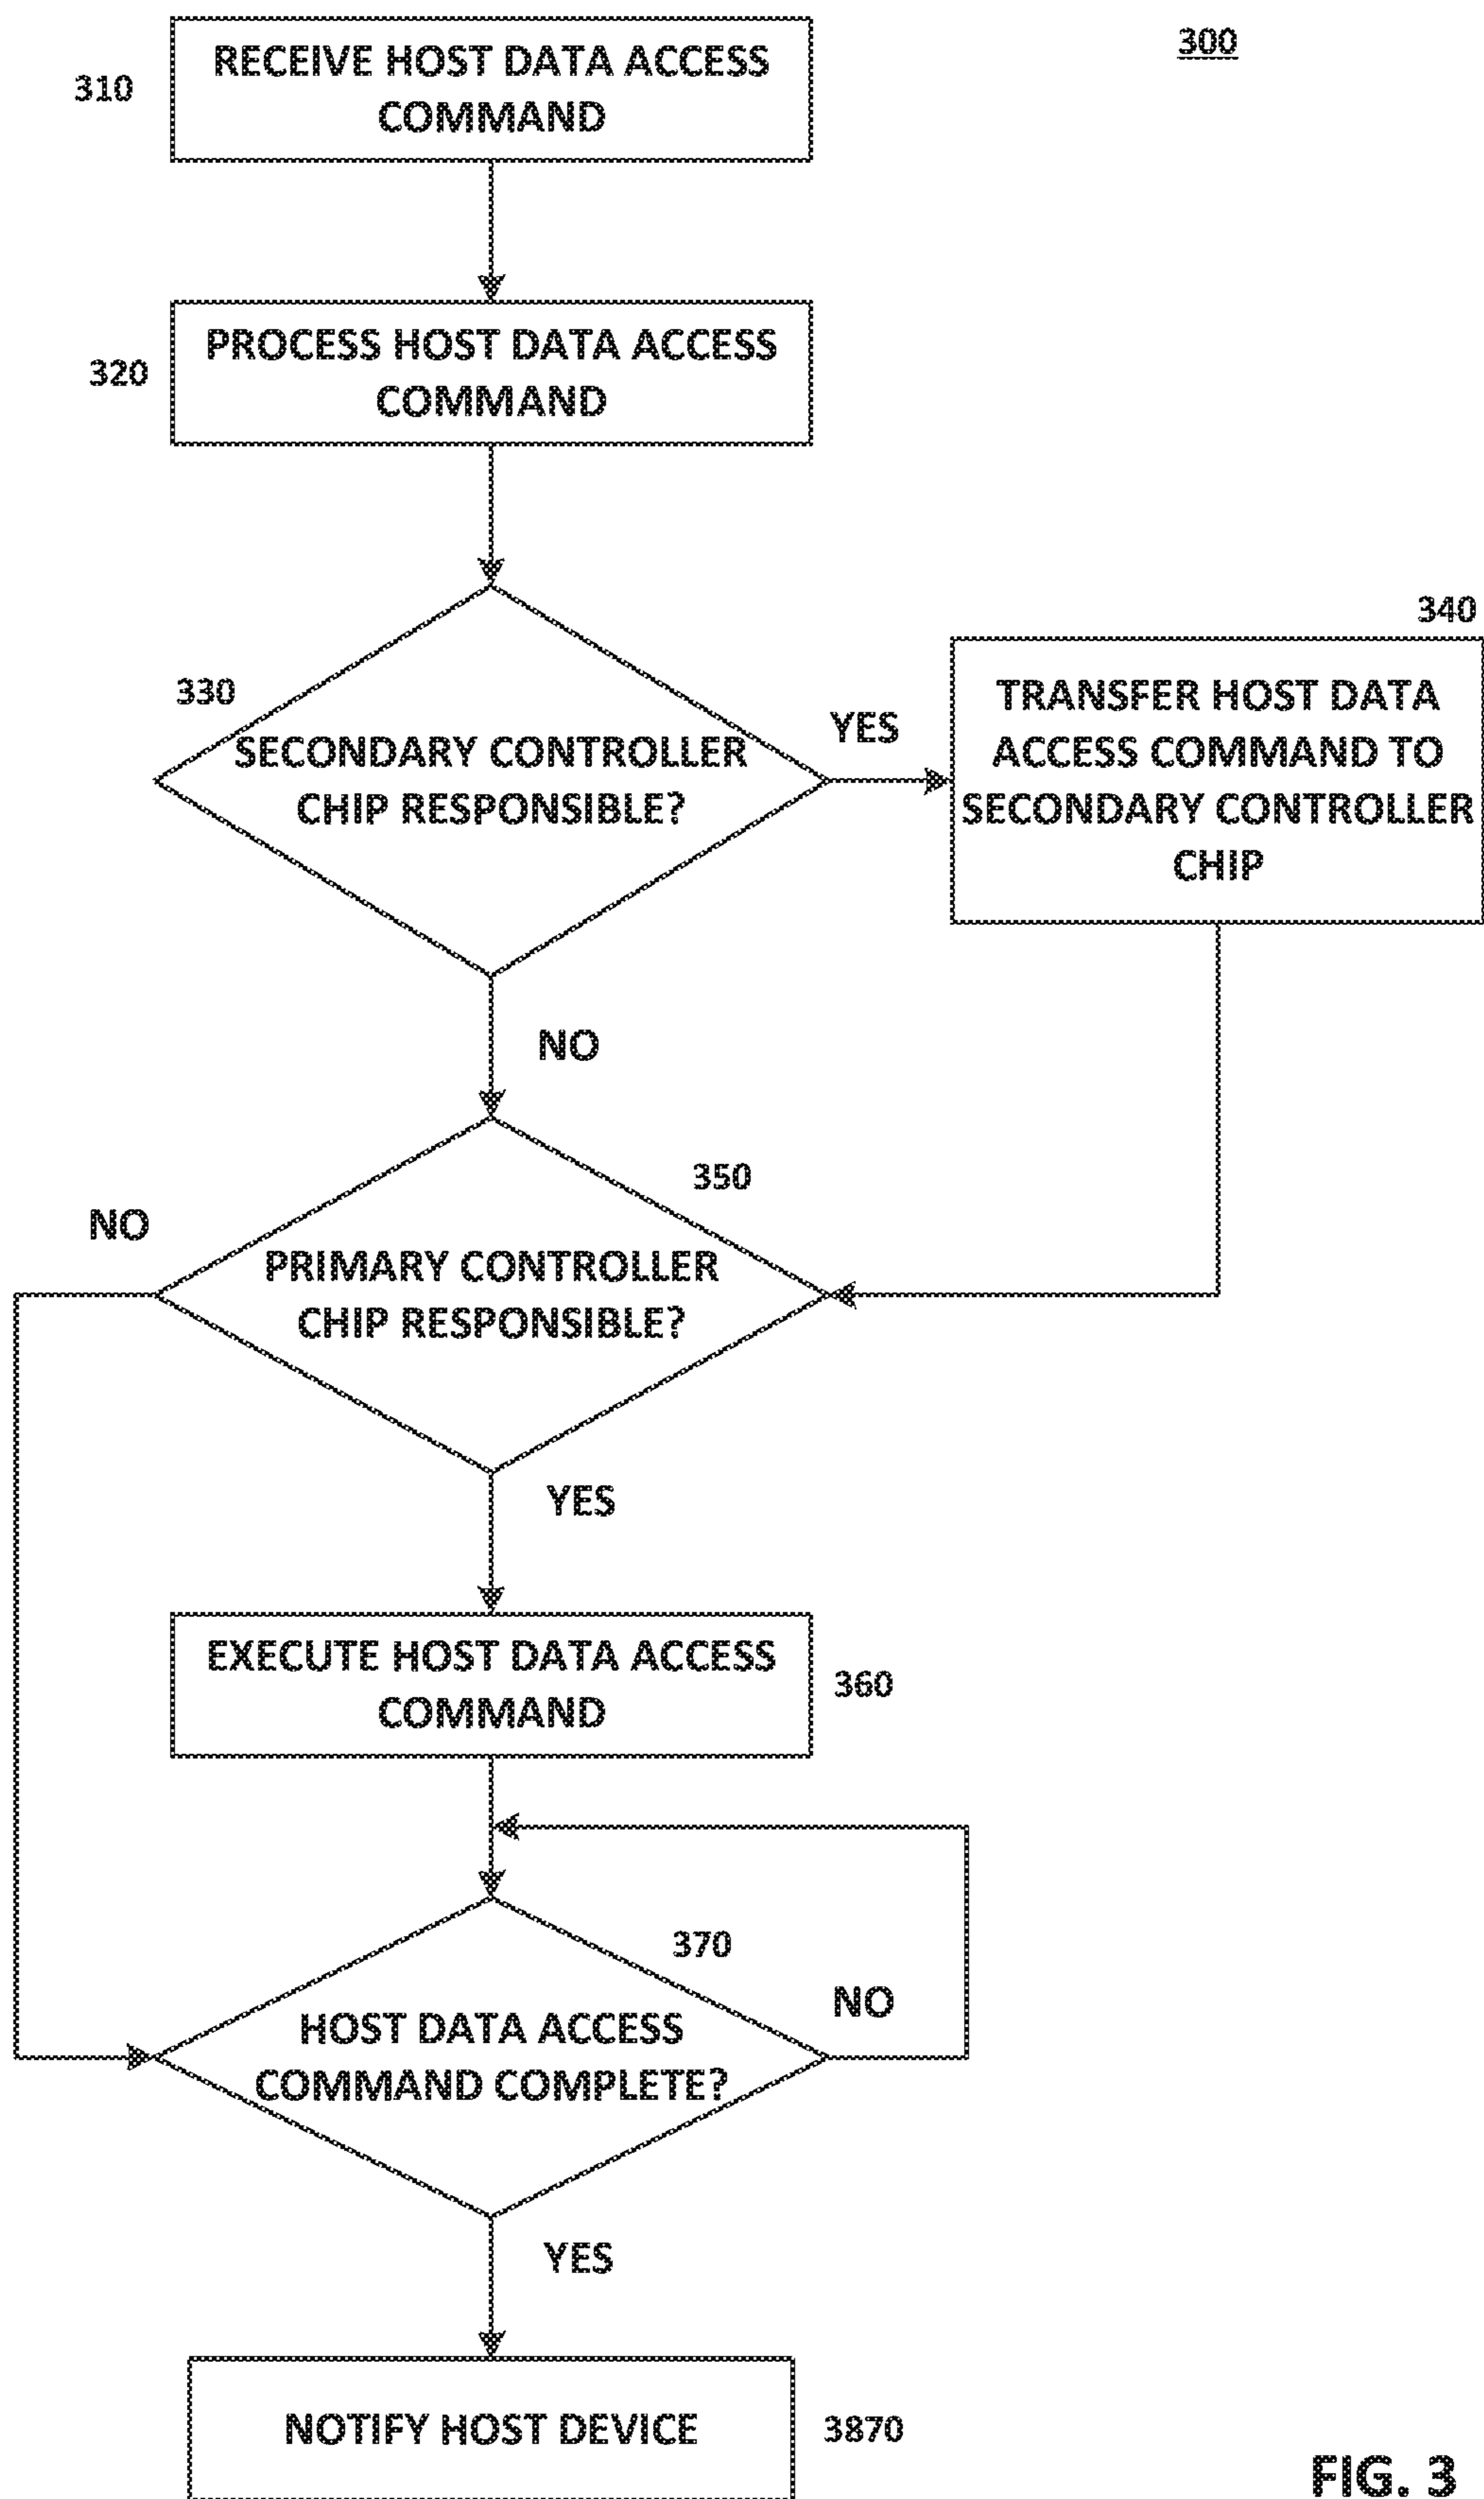 300
310
RECEIVE HOST DATA ACCESS
COMMAND
320
PROCESS HOST DATA ACCESS
COMMAND
330
SECONDARY CONTROLLER
CHIP RESPONSIBLE?
YES
340
TRANSFER HOST DATA
ACCESS COMMAND TO
SECONDARY CONTROLLER
CHIP
NO
350
PRIMARY CONTROLLER
CHIP RESPONSIBLE?
NO
YES
EXECUTE HOST DATA ACCESS
COMMAND
360
370
HOST DATA ACCESS
COMMAND COMPLETE?
NO
YES
NOTIFY HOST DEVICE
3870
FIG. 3